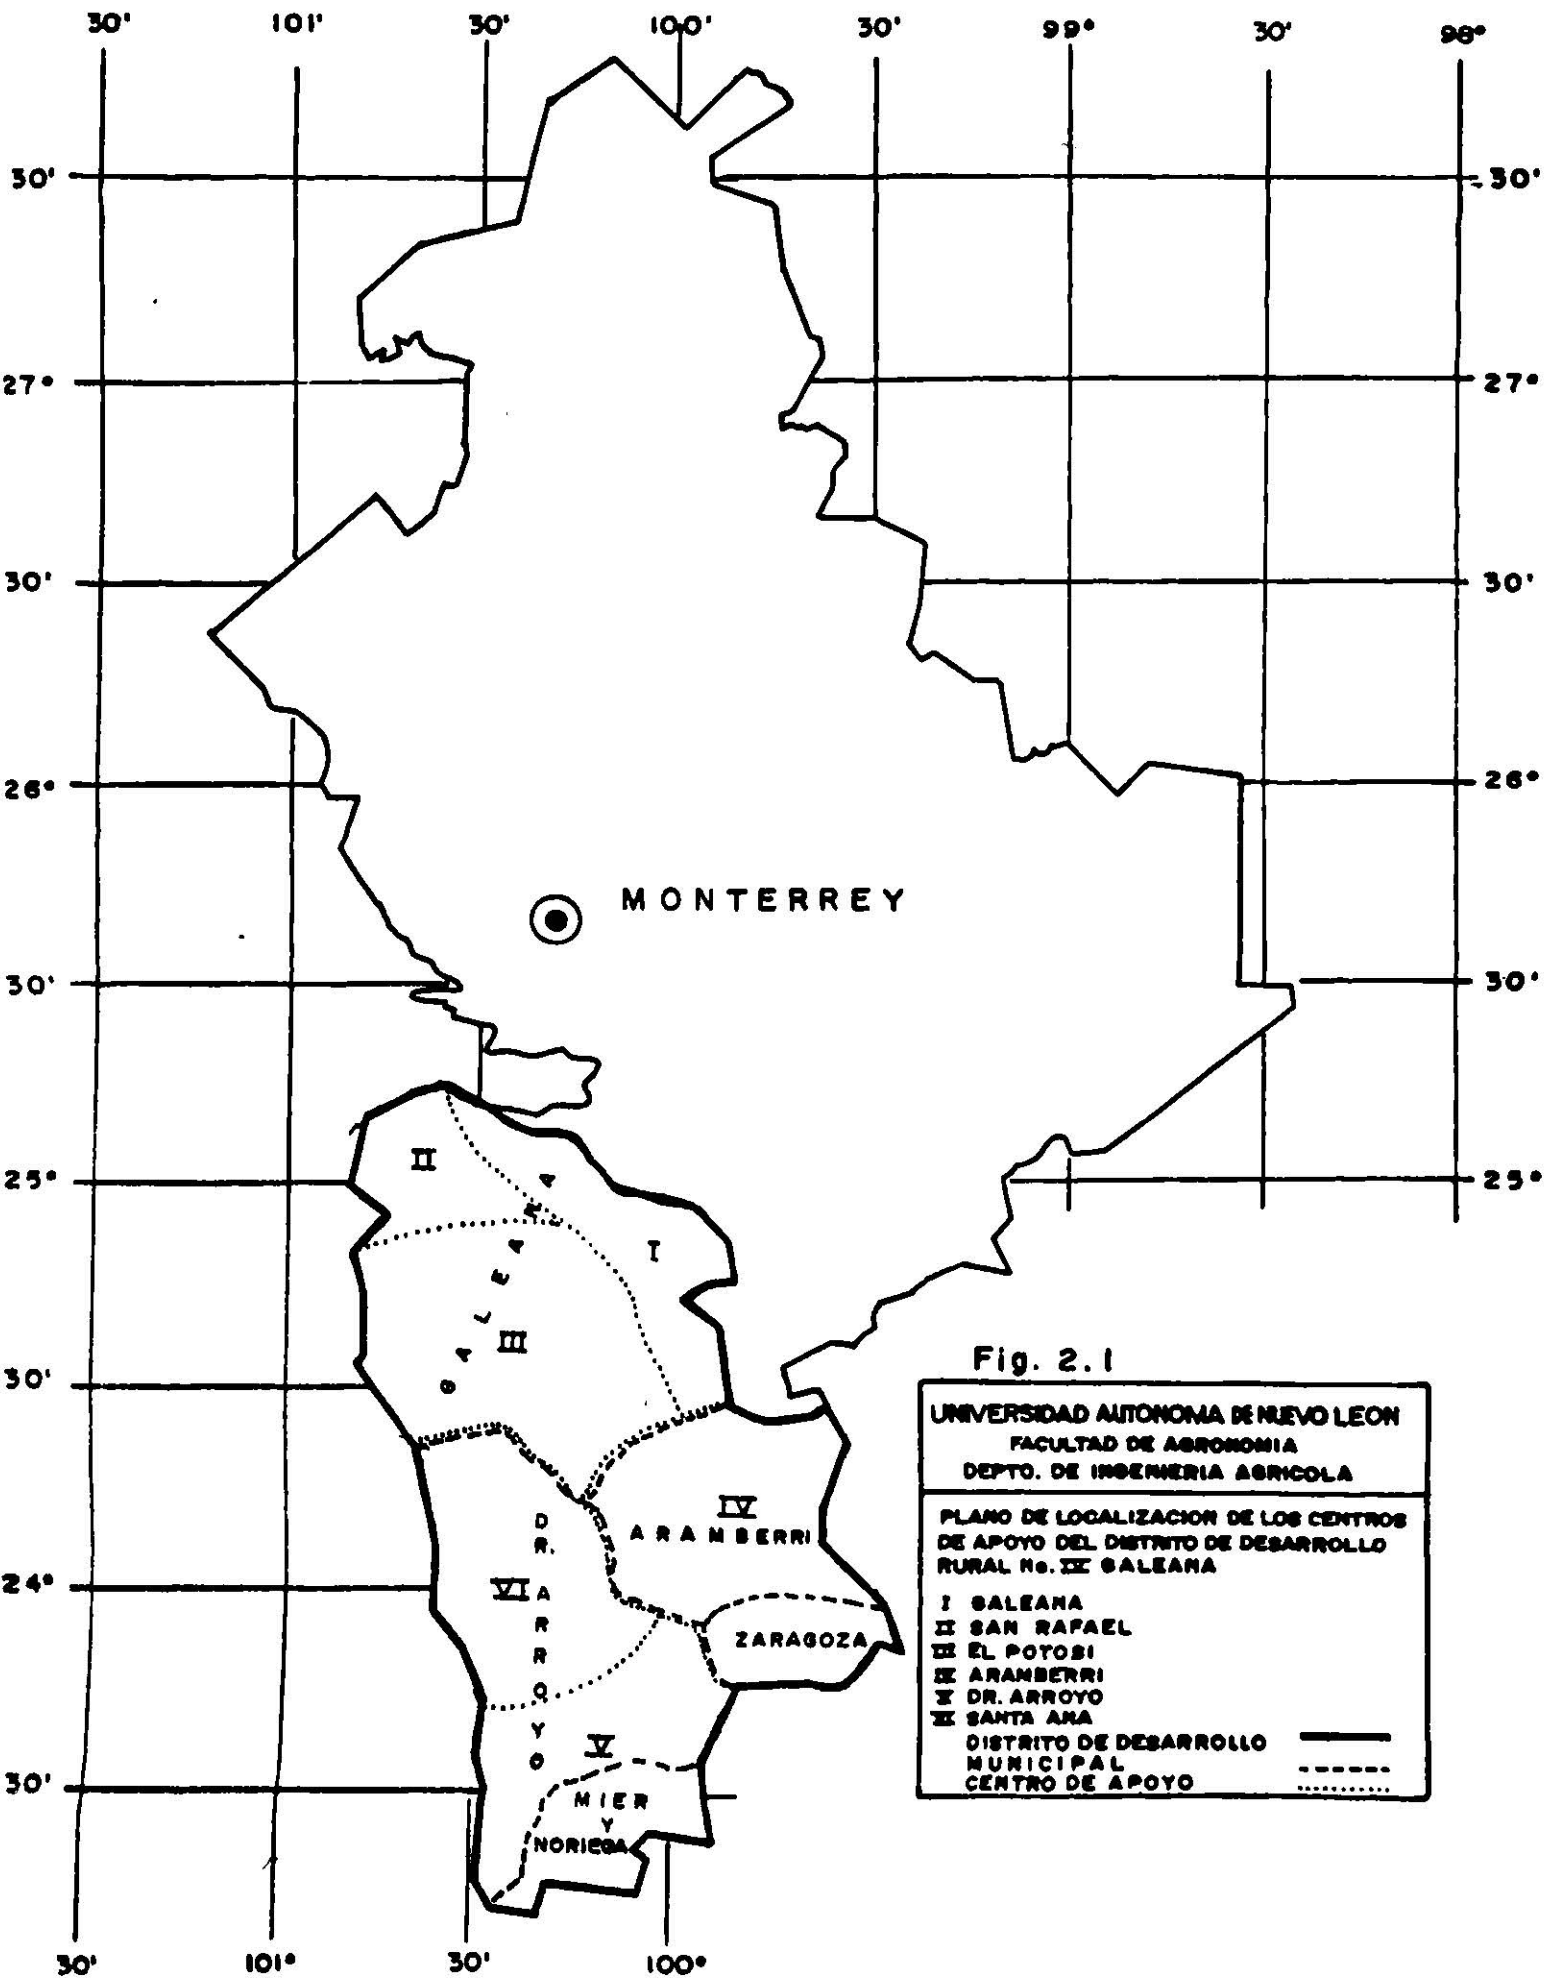 30' 101' 30' 100' 30' 99° 30' 98°
30' 30'
27° 27°
30' 30'
26° 26°
MONTERREY
30' 30'
II
25° 25°
I
GALEANA
III
30'
Fig. 2.1
UNIVERSIDAD AUTONOMA DE NUEVO LEON
FACULTAD DE AGRONOMIA
DEPTO. DE INGENIERIA AGRICOLA
PLANO DE LOCALIZACION DE LOS CENTROS
DE APOYO DEL DISTRITO DE DESARROLLO
RURAL No. IV GALEANA
I GALEANA
II SAN RAFAEL
III EL POTOSI
IV ARAMBERRI
V DR. ARROYO
VI SANTA ANA
DISTRITO DE DESARROLLO
MUNICIPAL
CENTRO DE APOYO
IV
ARAMBERRI
DR. ARROYO
24°
VI
ZARAGOZA
V
30'
MIER
Y
NORIEGA
30' 101° 30' 100°